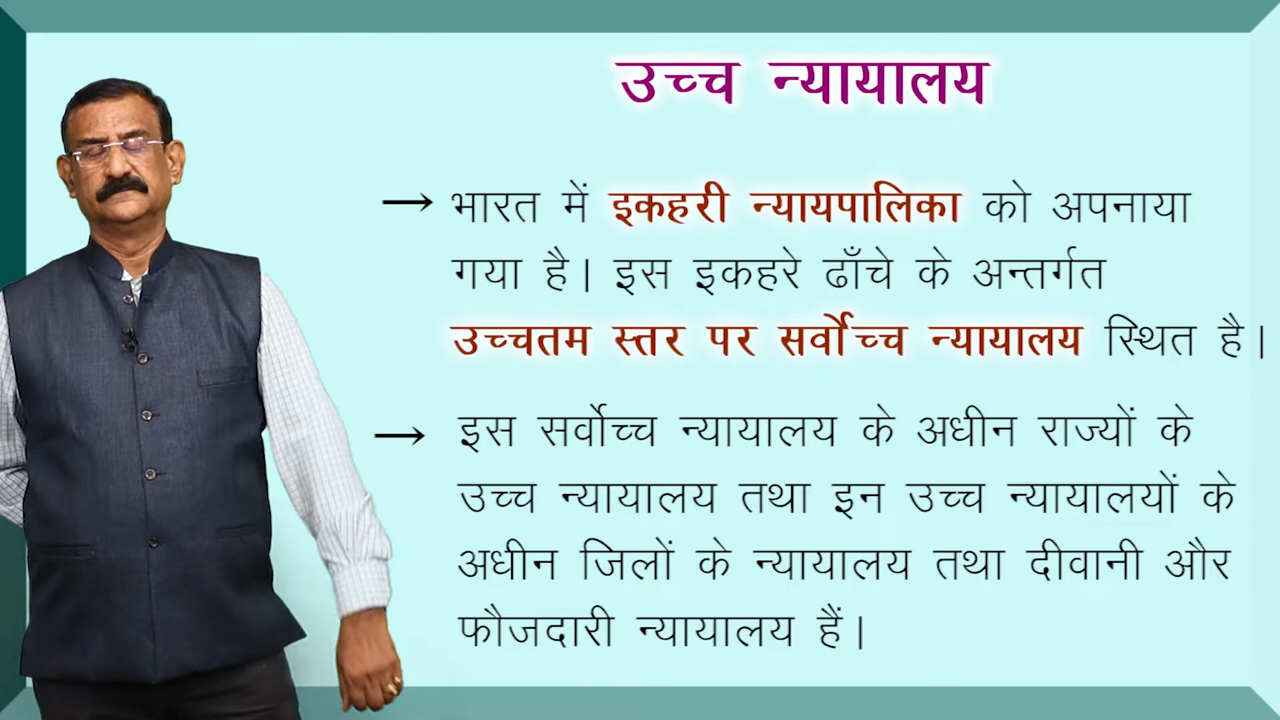 उच्च न्यायालय
→ भारत में इकहरी न्यायपालिका को अपनाया
गया है। इस इकहरे ढाँचे के अन्तर्गत
उच्चतम स्तर पर सर्वोच्च न्यायालय स्थित है।
→ इस सर्वोच्च न्यायालय के अधीन राज्यों के
उच्च न्यायालय तथा इन उच्च न्यायालयों के
अधीन जिलों के न्यायालय तथा दीवानी और
फौजदारी न्यायालय हैं।